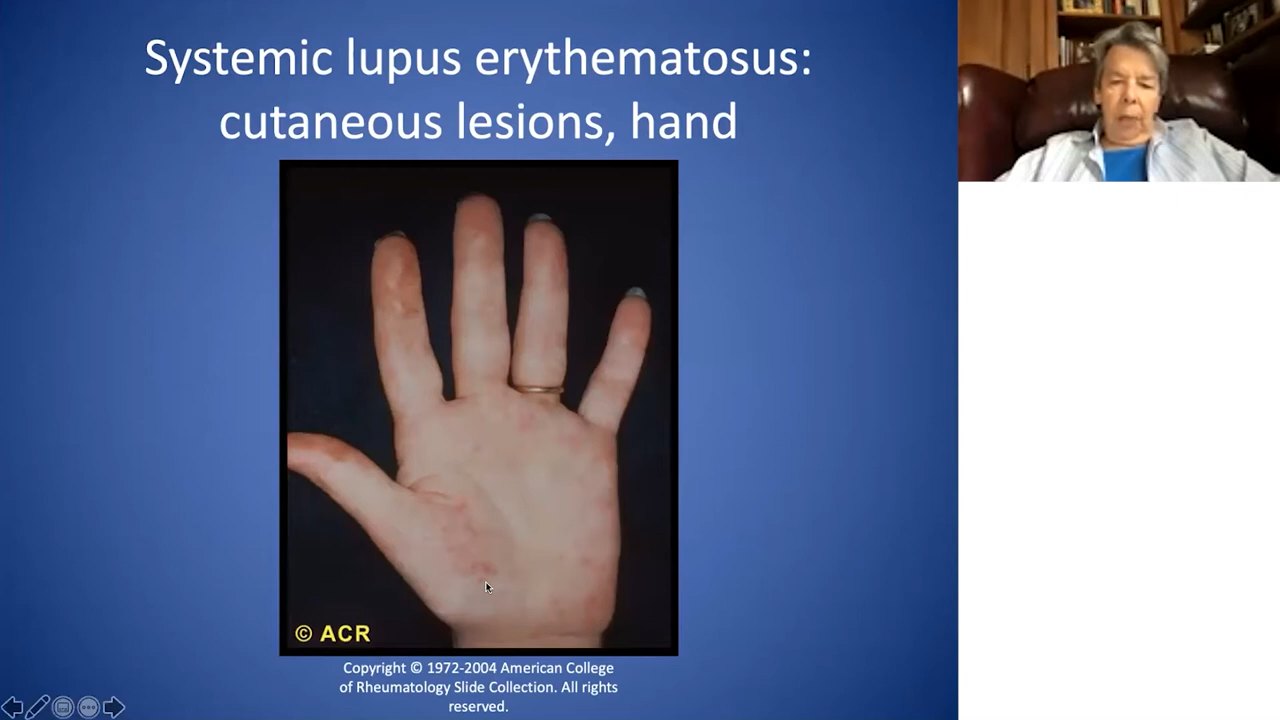 Systemic lupus erythematosus:
cutaneous lesions, hand
© ACR
Copyright © 1972-2004 American College
of Rheumatology Slide Collection. All rights
reserved.